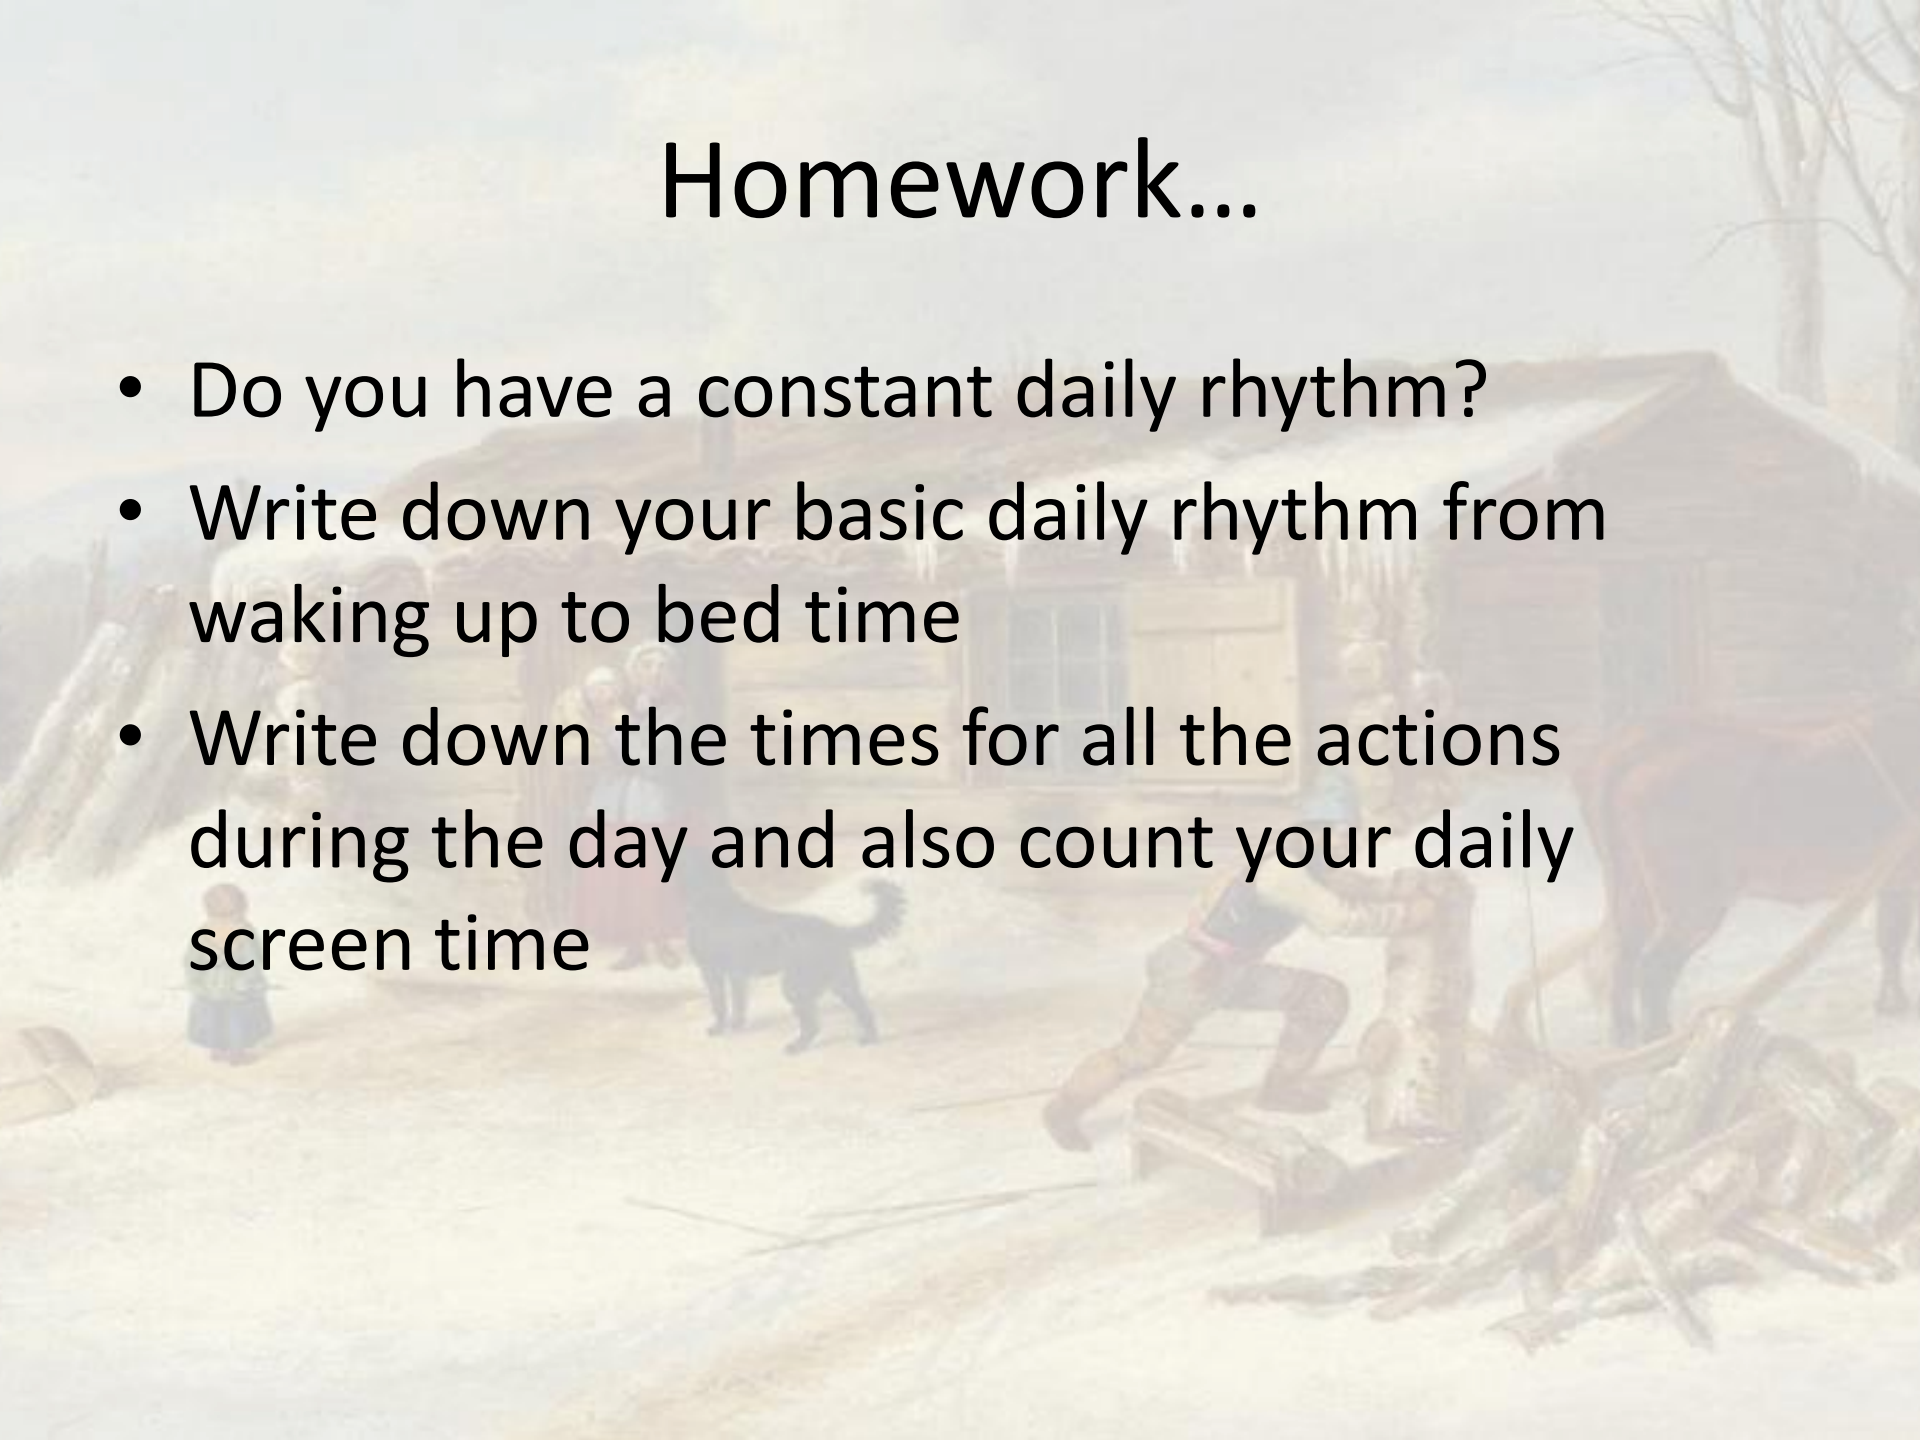 Homework…
• Do you have a constant daily rhythm?
• Write down your basic daily rhythm from
waking up to bed time
• Write down the times for all the actions
during the day and also count your daily
screen time